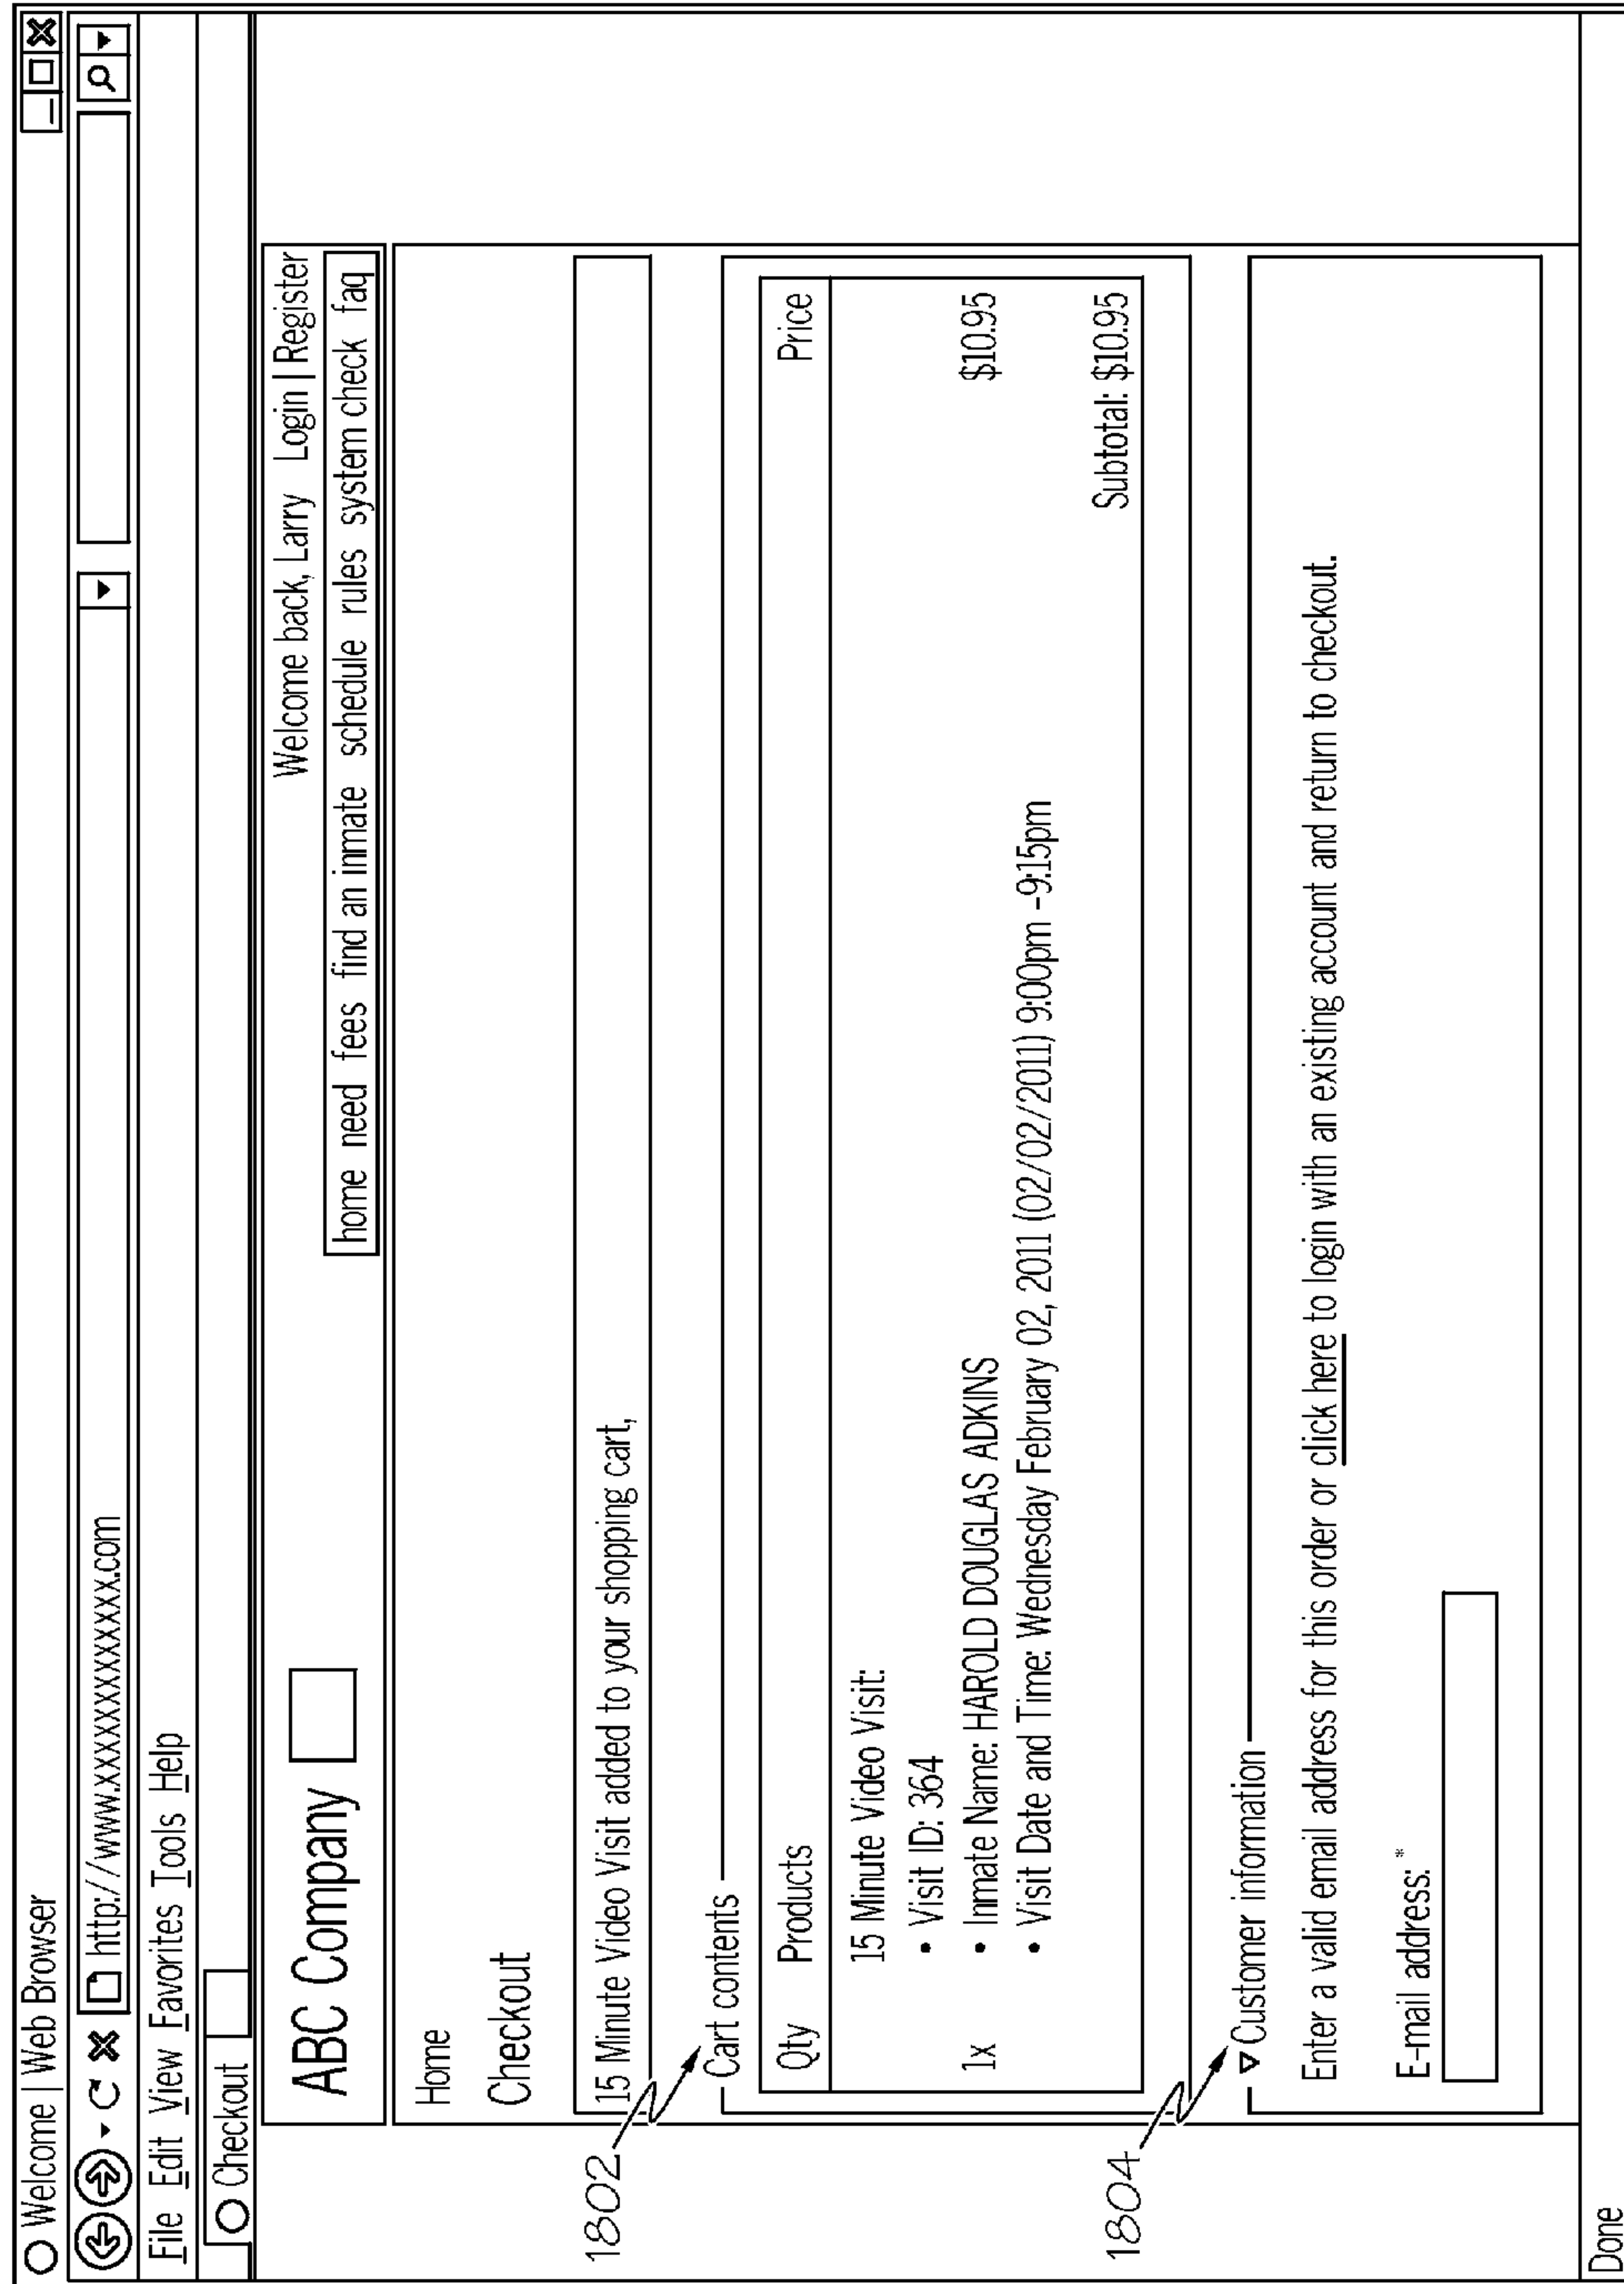 Welcome | Web Browser
http://www.xxxxxxxxxxxx.com
File Edit View Favorites Tools Help
Checkout
Welcome back, Larry Login | Register
ABC Company
home need fees find an inmate schedule rules system check faq
Home
Checkout
15 Minute Video Visit added to your shopping cart,
1802
Cart contents
Qty Products Price
15 Minute Video Visit:
• Visit ID: 364
1x • Inmate Name: HAROLD DOUGLAS ADKINS $10.95
• Visit Date and Time: Wednesday February 02, 2011 (02/02/2011) 9:00pm -9:15pm
Subtotal: $10.95
1804
Customer information
Enter a valid email address for this order or click here to login with an existing account and return to checkout.
E-mail address:*
Done